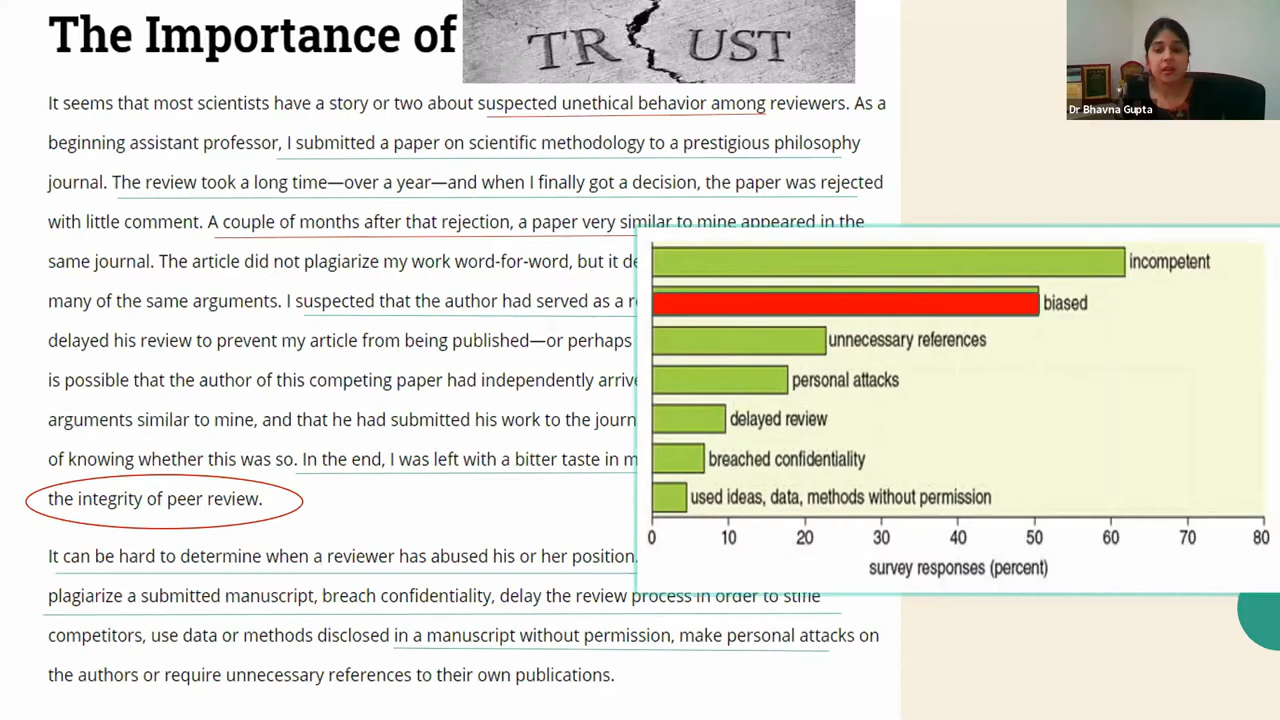 The Importance of
TRUST
Dr Bhavna Gupta
It seems that most scientists have a story or two about suspected unethical behavior among reviewers. As a
beginning assistant professor, I submitted a paper on scientific methodology to a prestigious philosophy
journal. The review took a long time—over a year—and when I finally got a decision, the paper was rejected
with little comment. A couple of months after that rejection, a paper very similar to mine appeared in the
same journal. The article did not plagiarize my work word-for-word, but it de
many of the same arguments. I suspected that the author had served as a r
delayed his review to prevent my article from being published—or perhaps
is possible that the author of this competing paper had independently arrive
arguments similar to mine, and that he had submitted his work to the journ
of knowing whether this was so. In the end, I was left with a bitter taste in m
the integrity of peer review.
It can be hard to determine when a reviewer has abused his or her position.
plagiarize a submitted manuscript, breach confidentiality, delay the review process in order to stifle
competitors, use data or methods disclosed in a manuscript without permission, make personal attacks on
the authors or require unnecessary references to their own publications.
incompetent
biased
unnecessary references
personal attacks
delayed review
breached confidentiality
used ideas, data, methods without permission
0 10 20 30 40 50 60 70 80
survey responses (percent)